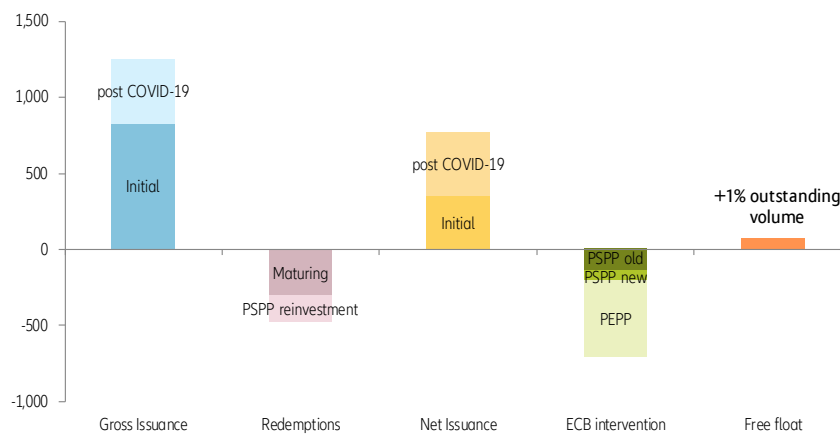 1,500
1,000
500
0
-500
-1,000
post COVID-19
Initial
Maturing
PSPP reinvestment
post COVID-19
Initial
PSPP old
PSPP new
PEPP
+1% outstanding
volume
Gross Issuance
Redemptions
Net Issuance
ECB intervention
Free float